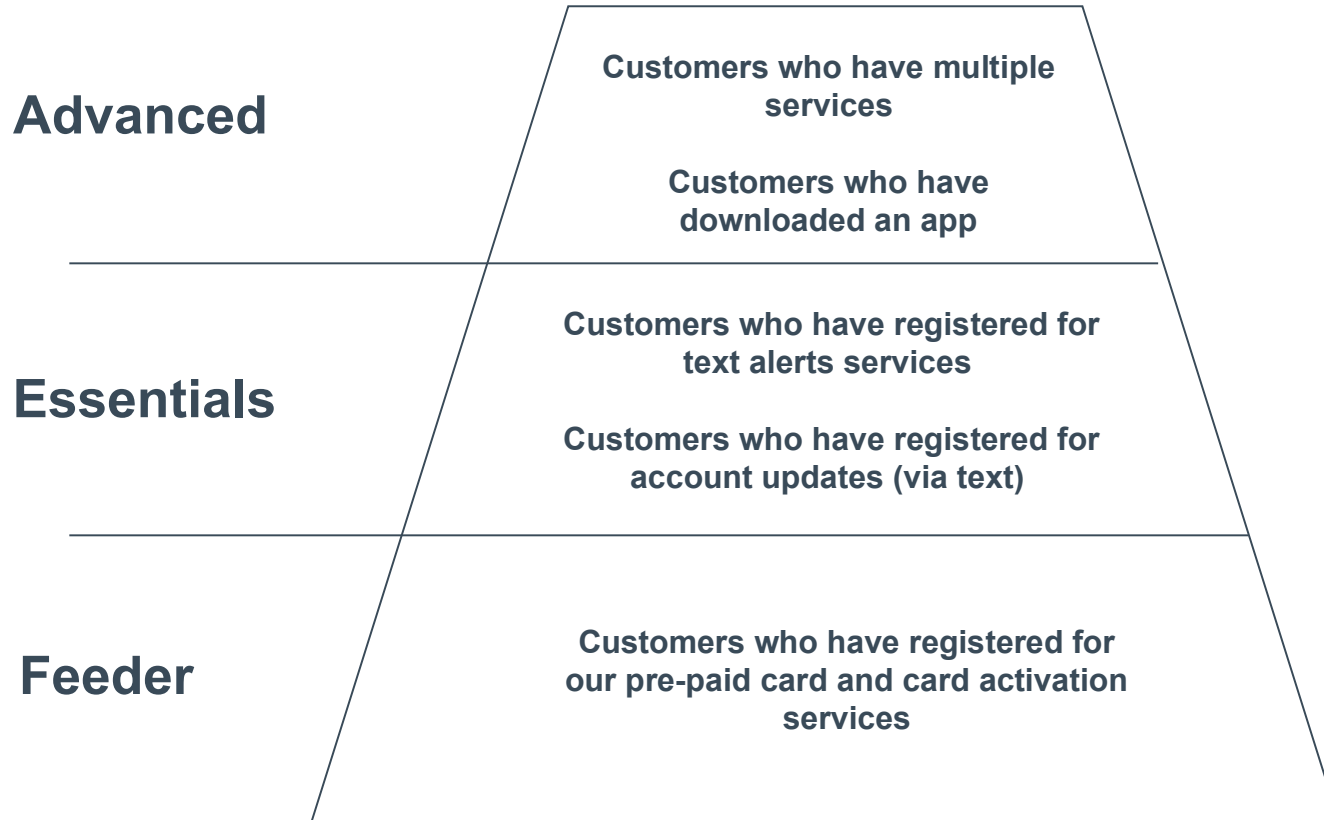 Advanced
Customers who have multiple
services
Customers who have
downloaded an app
Essentials
Customers who have registered for
text alerts services
Customers who have registered for
account updates (via text)
Feeder
Customers who have registered for
our pre-paid card and card activation
services